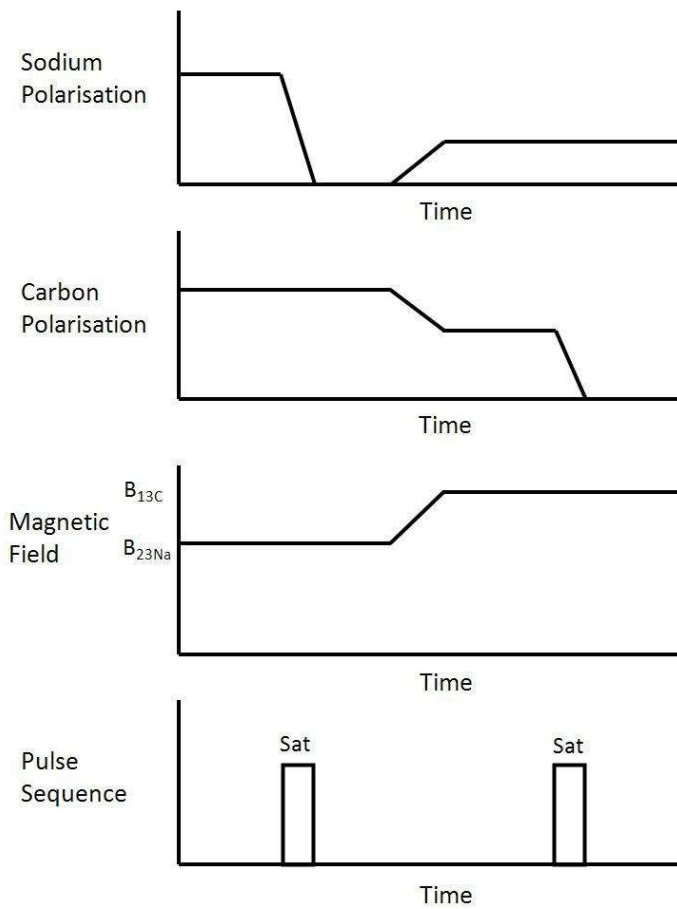 Sodium
Polarisation
Time
Carbon
Polarisation
Time
B13C
Magnetic
Field
B23Na
Time
Sat
Sat
Pulse
Sequence
Time